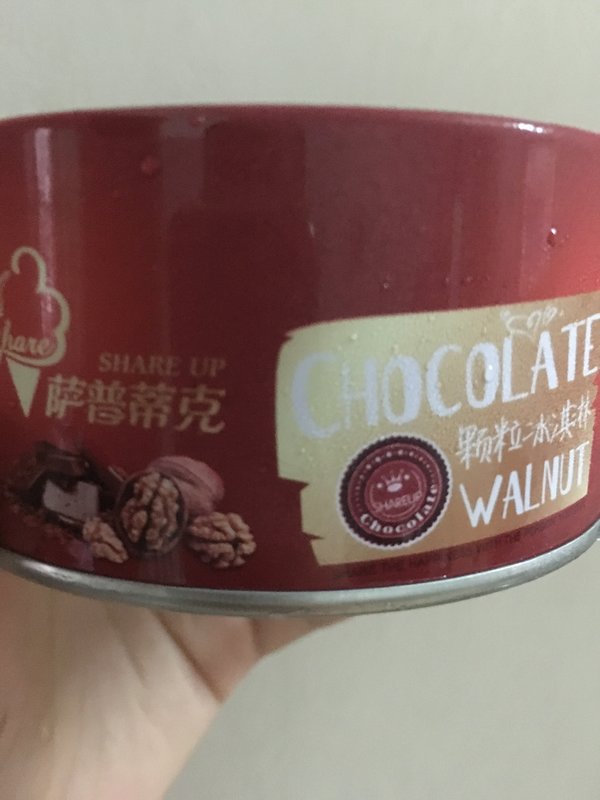 Share
SHARE UP
萨普蒂克
CHOCOLATE
颗粒冰淇淋
WALNUT
SHAREUP
Chocolate